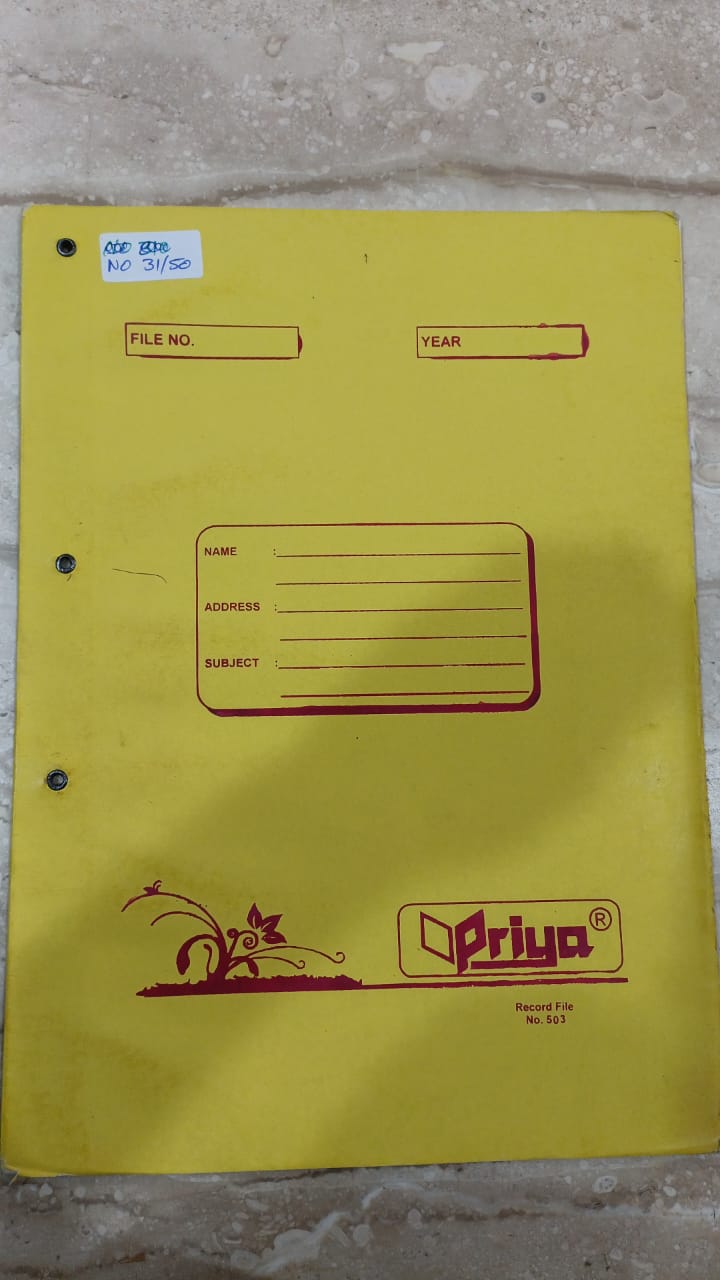 NO 31/50
FILE NO.
YEAR
NAME :
ADDRESS :
SUBJECT :
Priya ®
Record File
No. 503